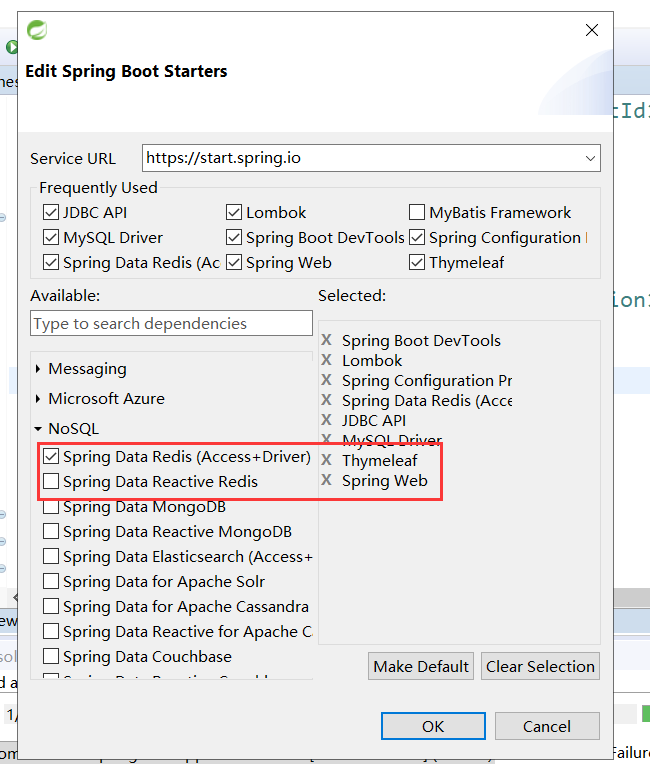 Edit Spring Boot Starters
Service URL https://start.spring.io
Frequently Used
JDBC API Lombok MyBatis Framework
MySQL Driver Spring Boot DevTools Spring Configuration
Spring Data Redis (Ac Spring Web Thymeleaf
Available: Selected:
Type to search dependencies
Messaging
Microsoft Azure
NoSQL
Spring Data Redis (Access+Driver)
Spring Data Reactive Redis
Spring Data MongoDB
Spring Data Reactive MongoDB
Spring Data Elasticsearch (Access+
Spring Data for Apache Solr
Spring Data for Apache Cassandra
Spring Data Reactive for Apache C
Spring Data Couchbase
X Spring Boot DevTools
X Lombok
X Spring Configuration Pr
X Spring Data Redis (Acce
X JDBC API
X MySQL Driver
X Thymeleaf
X Spring Web
Make Default Clear Selection
OK Cancel
Failure